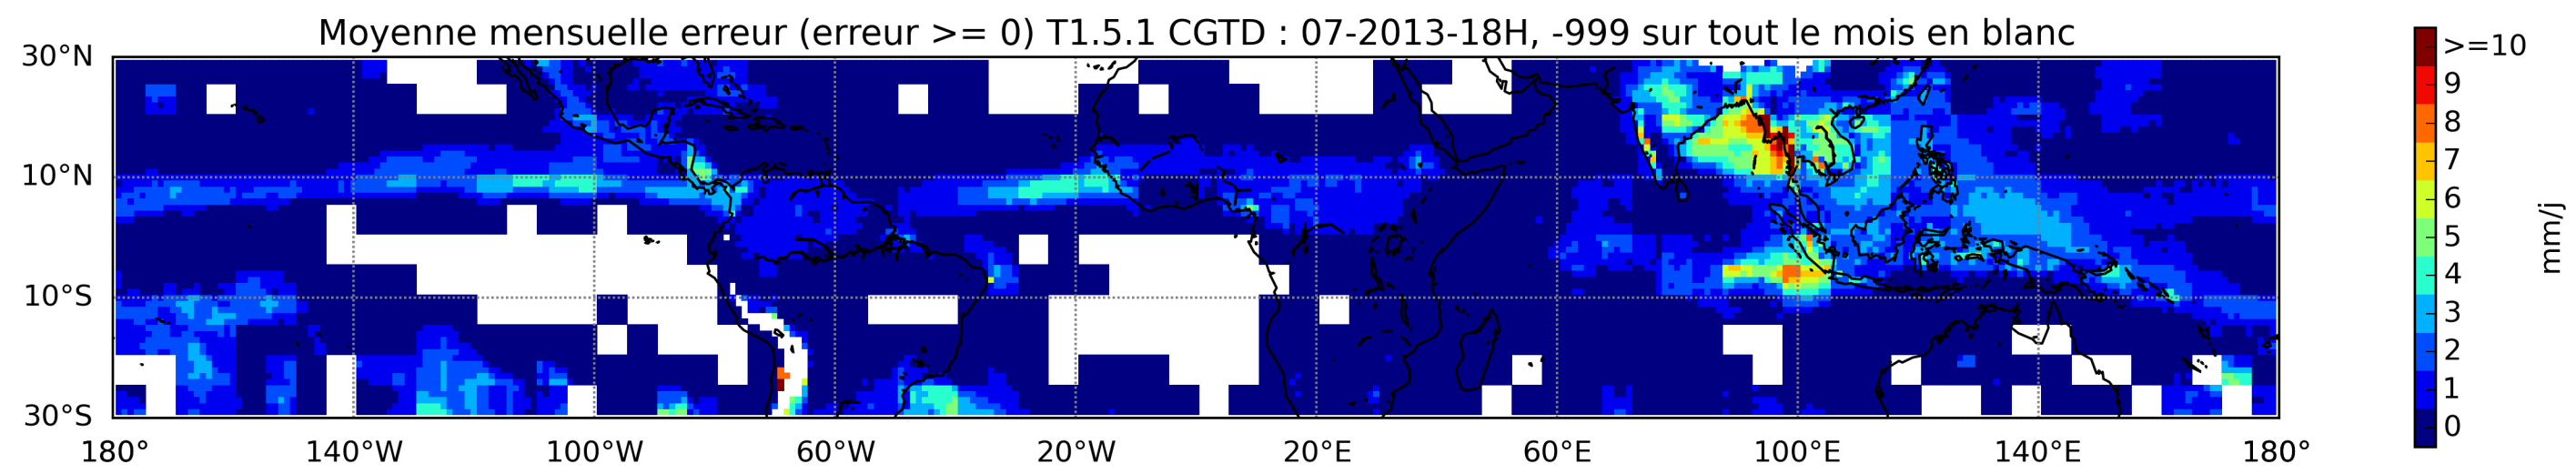 Moyenne mensuelle erreur (erreur >= 0) T1.5.1 CGTD : 07-2013-18H, -999 sur tout le mois en blanc
30°N
10°N
10°S
30°S
180° 140°W 100°W 60°W 20°W 20°E 60°E 100°E 140°E 180°
>=10
9
8
7
6
5
4
3
2
1
0
mm/j